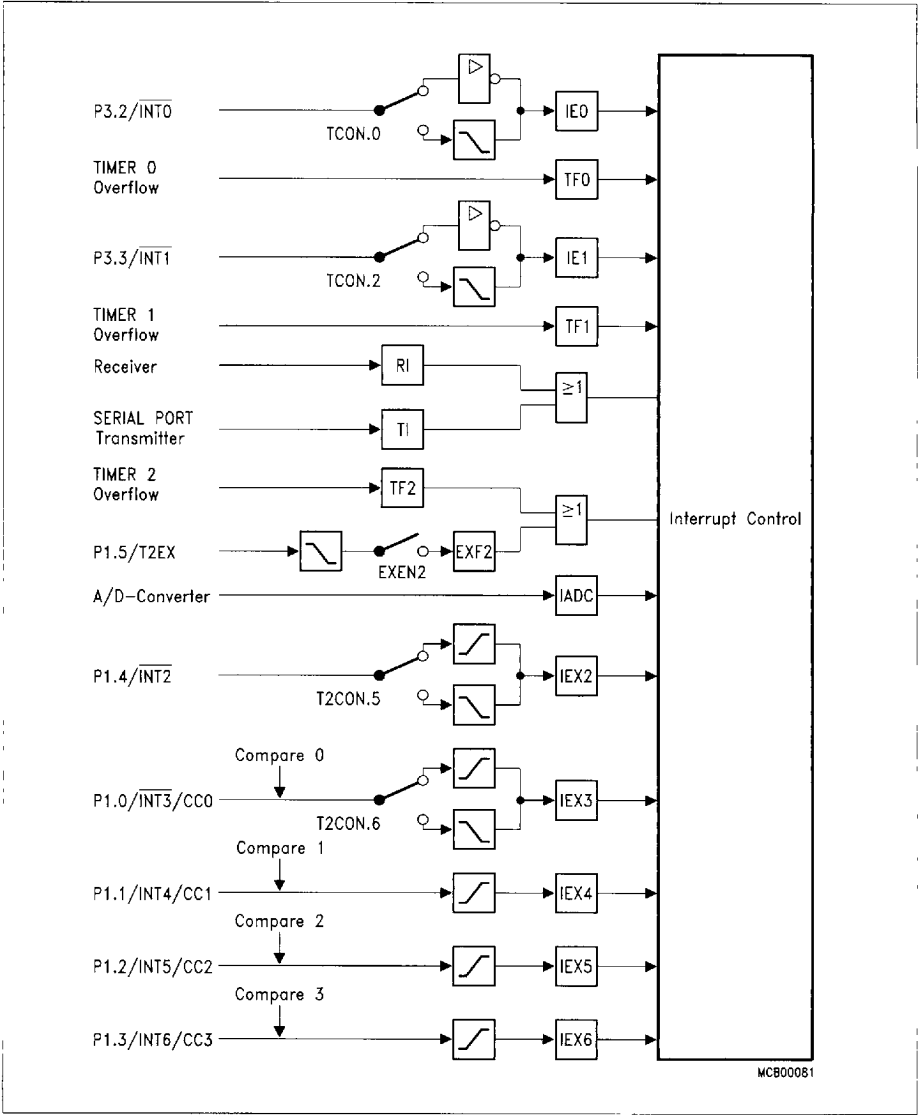 P3.2/INT0
TCON.0
IE0
TIMER 0
Overflow
TF0
P3.3/INT1
TCON.2
IE1
TIMER 1
Overflow
TF1
Receiver
RI
≥1
SERIAL PORT
Transmitter
TI
TIMER 2
Overflow
TF2
≥1
Interrupt Control
P1.5/T2EX
EXEN2
EXF2
A/D-Converter
IADC
P1.4/INT2
T2CON.5
IEX2
Compare 0
P1.0/INT3/CC0
T2CON.6
IEX3
Compare 1
P1.1/INT4/CC1
IEX4
Compare 2
P1.2/INT5/CC2
IEX5
Compare 3
P1.3/INT6/CC3
IEX6
MCB00081